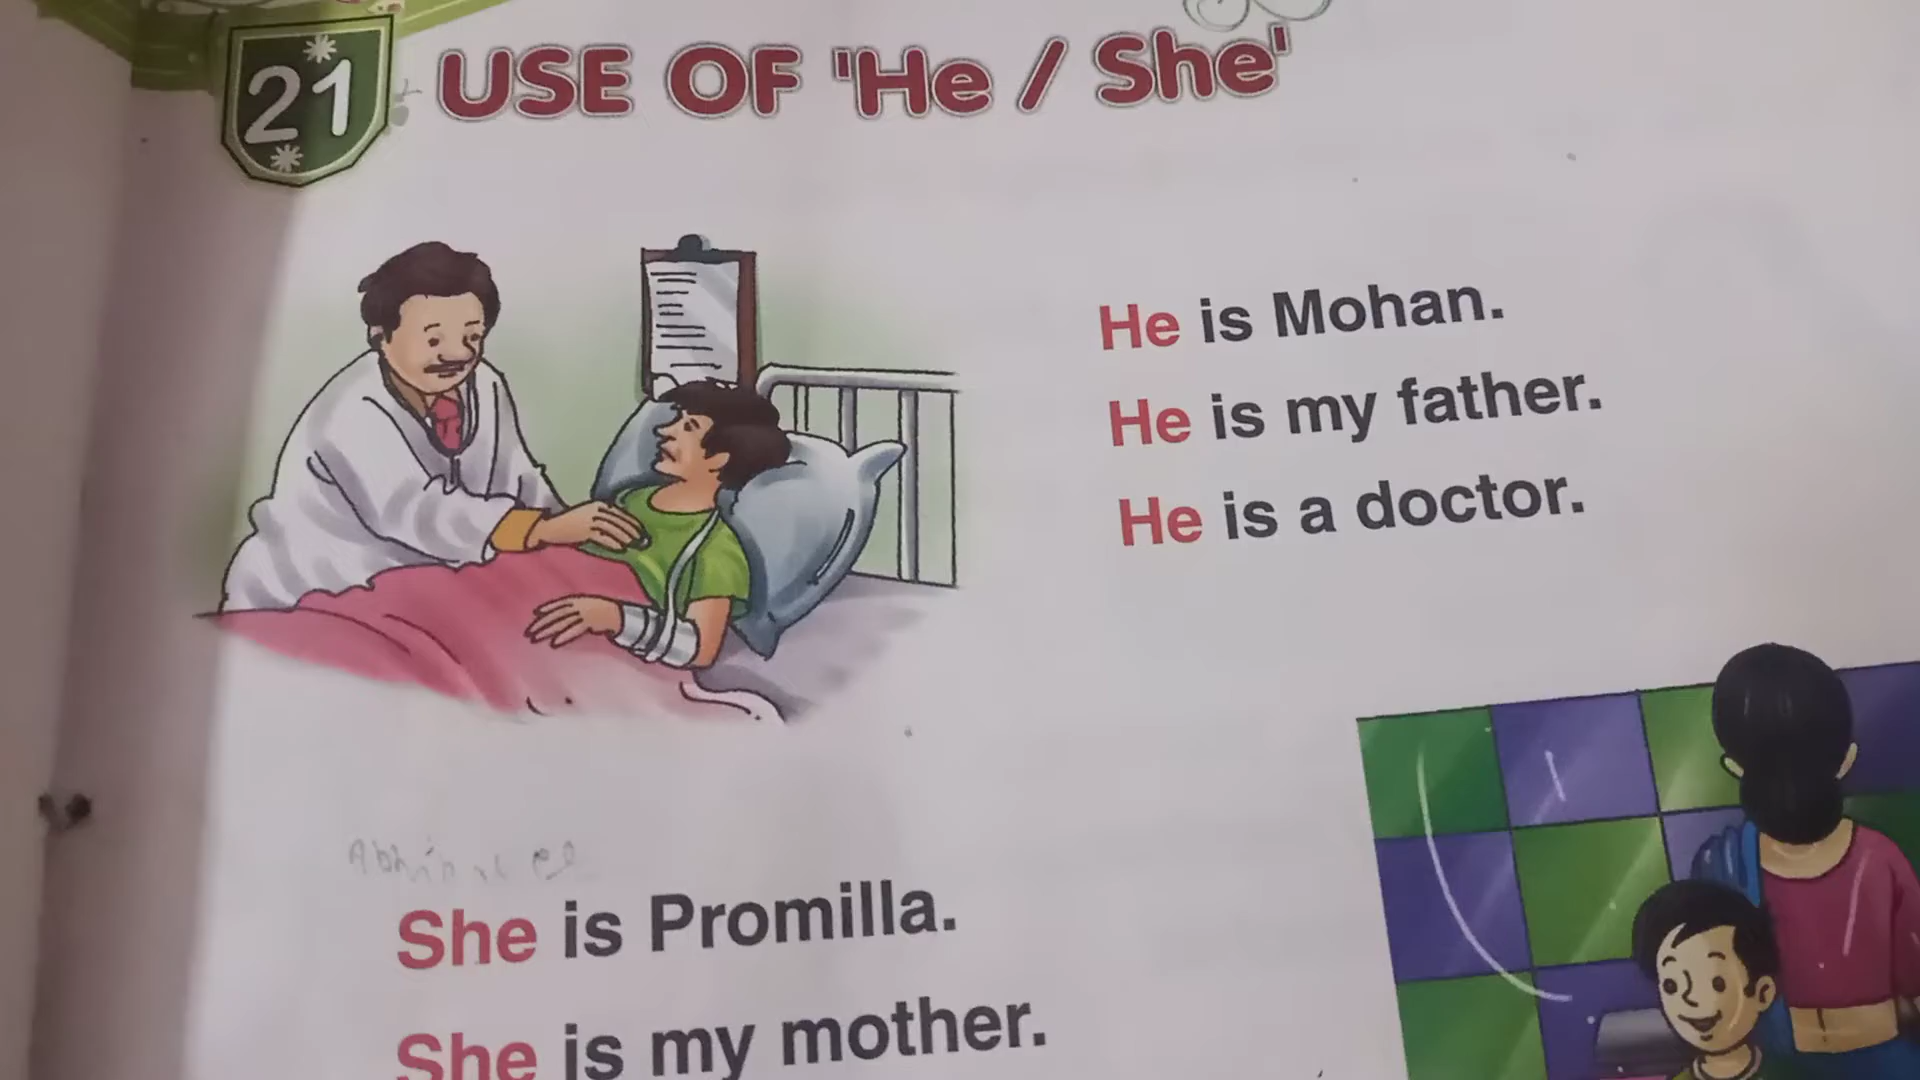 21 USE OF 'He / She'
He is Mohan.
He is my father.
He is a doctor.
She is Promilla.
She is my mother.